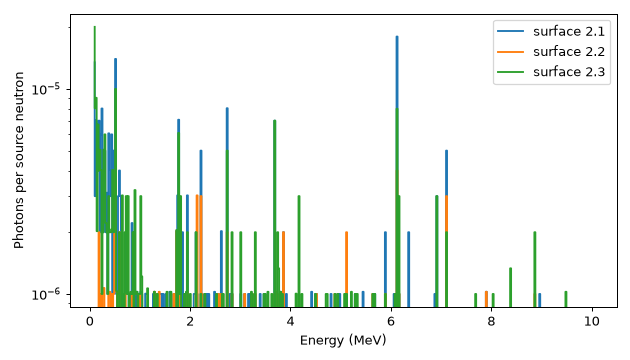 surface 2.1
surface 2.2
surface 2.3
Photons per source neutron
10⁻⁵
10⁻⁶
0 2 4 6 8 10
Energy (MeV)